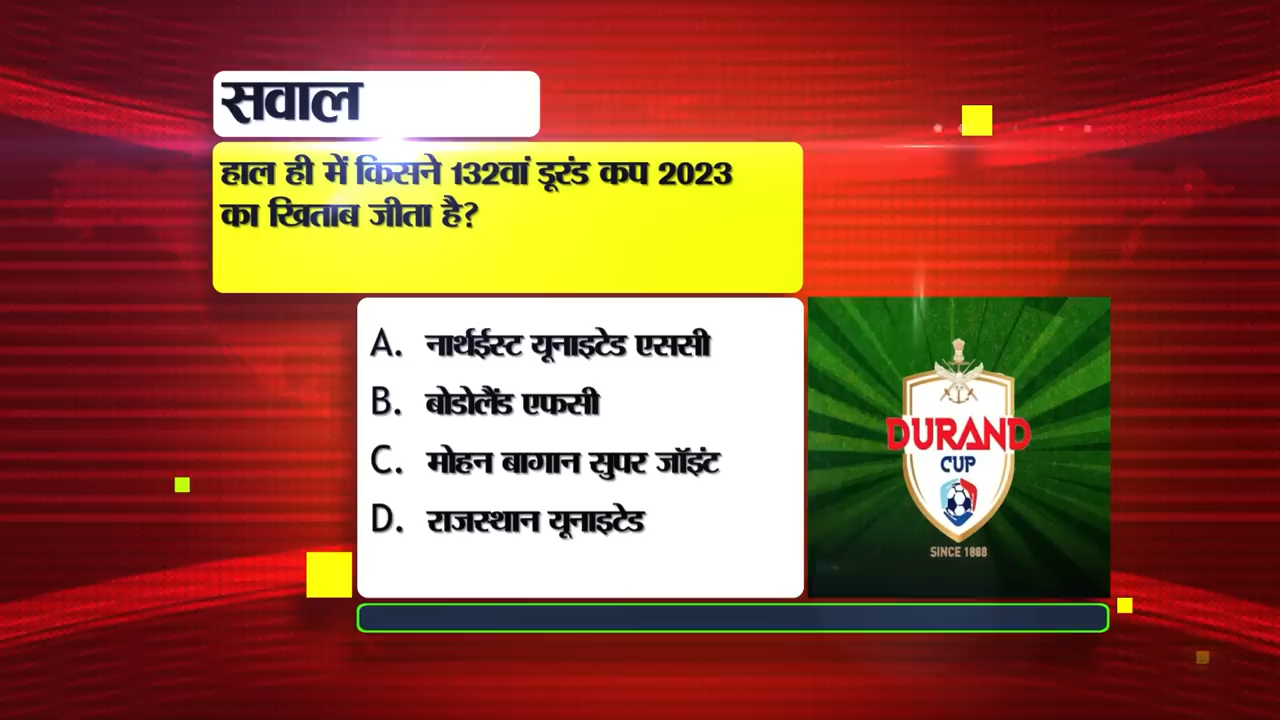 सवाल
हाल ही में किसने 132वां डूरंड कप 2023
का खिताब जीता है?
A. नार्थईस्ट यूनाइटेड एससी
B. बोडोलैंड एफसी
C. मोहन बागान सुपर जॉइंट
D. राजस्थान यूनाइटेड
DURAND
CUP
SINCE 1888